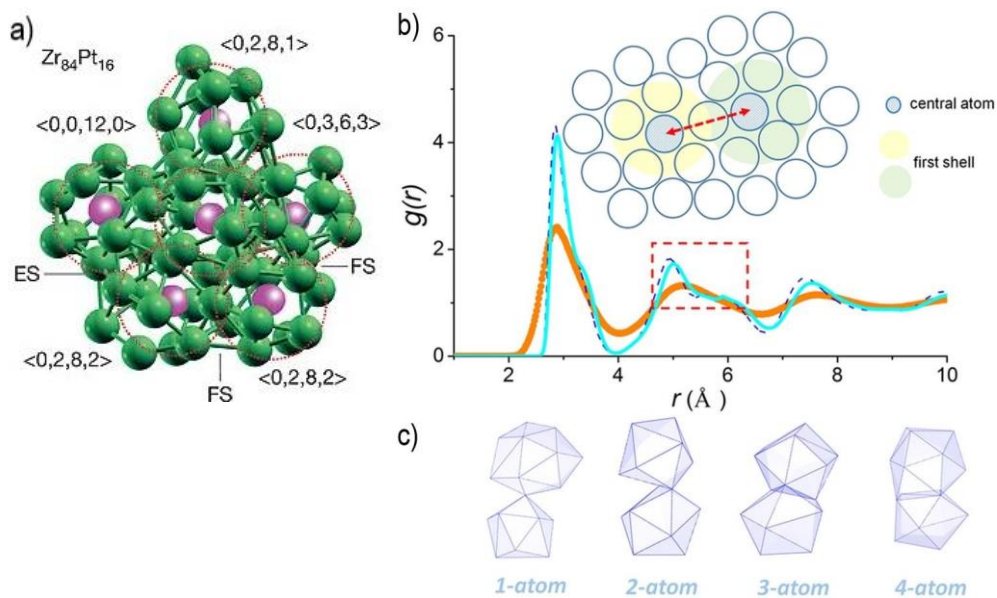 a)
Zr84Pt16
<0,2,8,1>
<0,0,12,0>
<0,3,6,3>
ES
FS
<0,2,8,2>
<0,2,8,2>
FS
b)
6
4
2
0
g(r)
central atom
first shell
2
4
6
8
10
r (Å)
c)
1-atom
2-atom
3-atom
4-atom